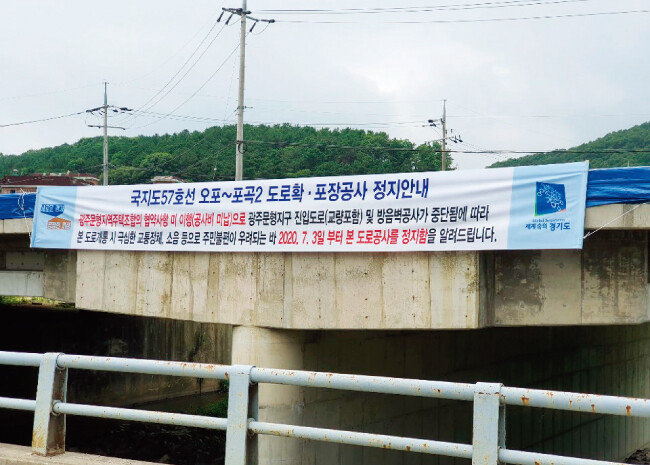 국지도57호선 오포~포곡2 도로확·포장공사 정지안내
광주문형지역주택조합이 협약사항 미 이행(공사비 미납)으로 광주문형지구 진입도로(교량포함) 및 방음벽공사가 중단됨에 따라
본 도로개통 시 극심한 교통정체, 소음 등으로 주민불편이 우려되는 바 2020. 7. 3일 부터 본 도로공사를 정지함을 알려드립니다.
세계속의 경기도